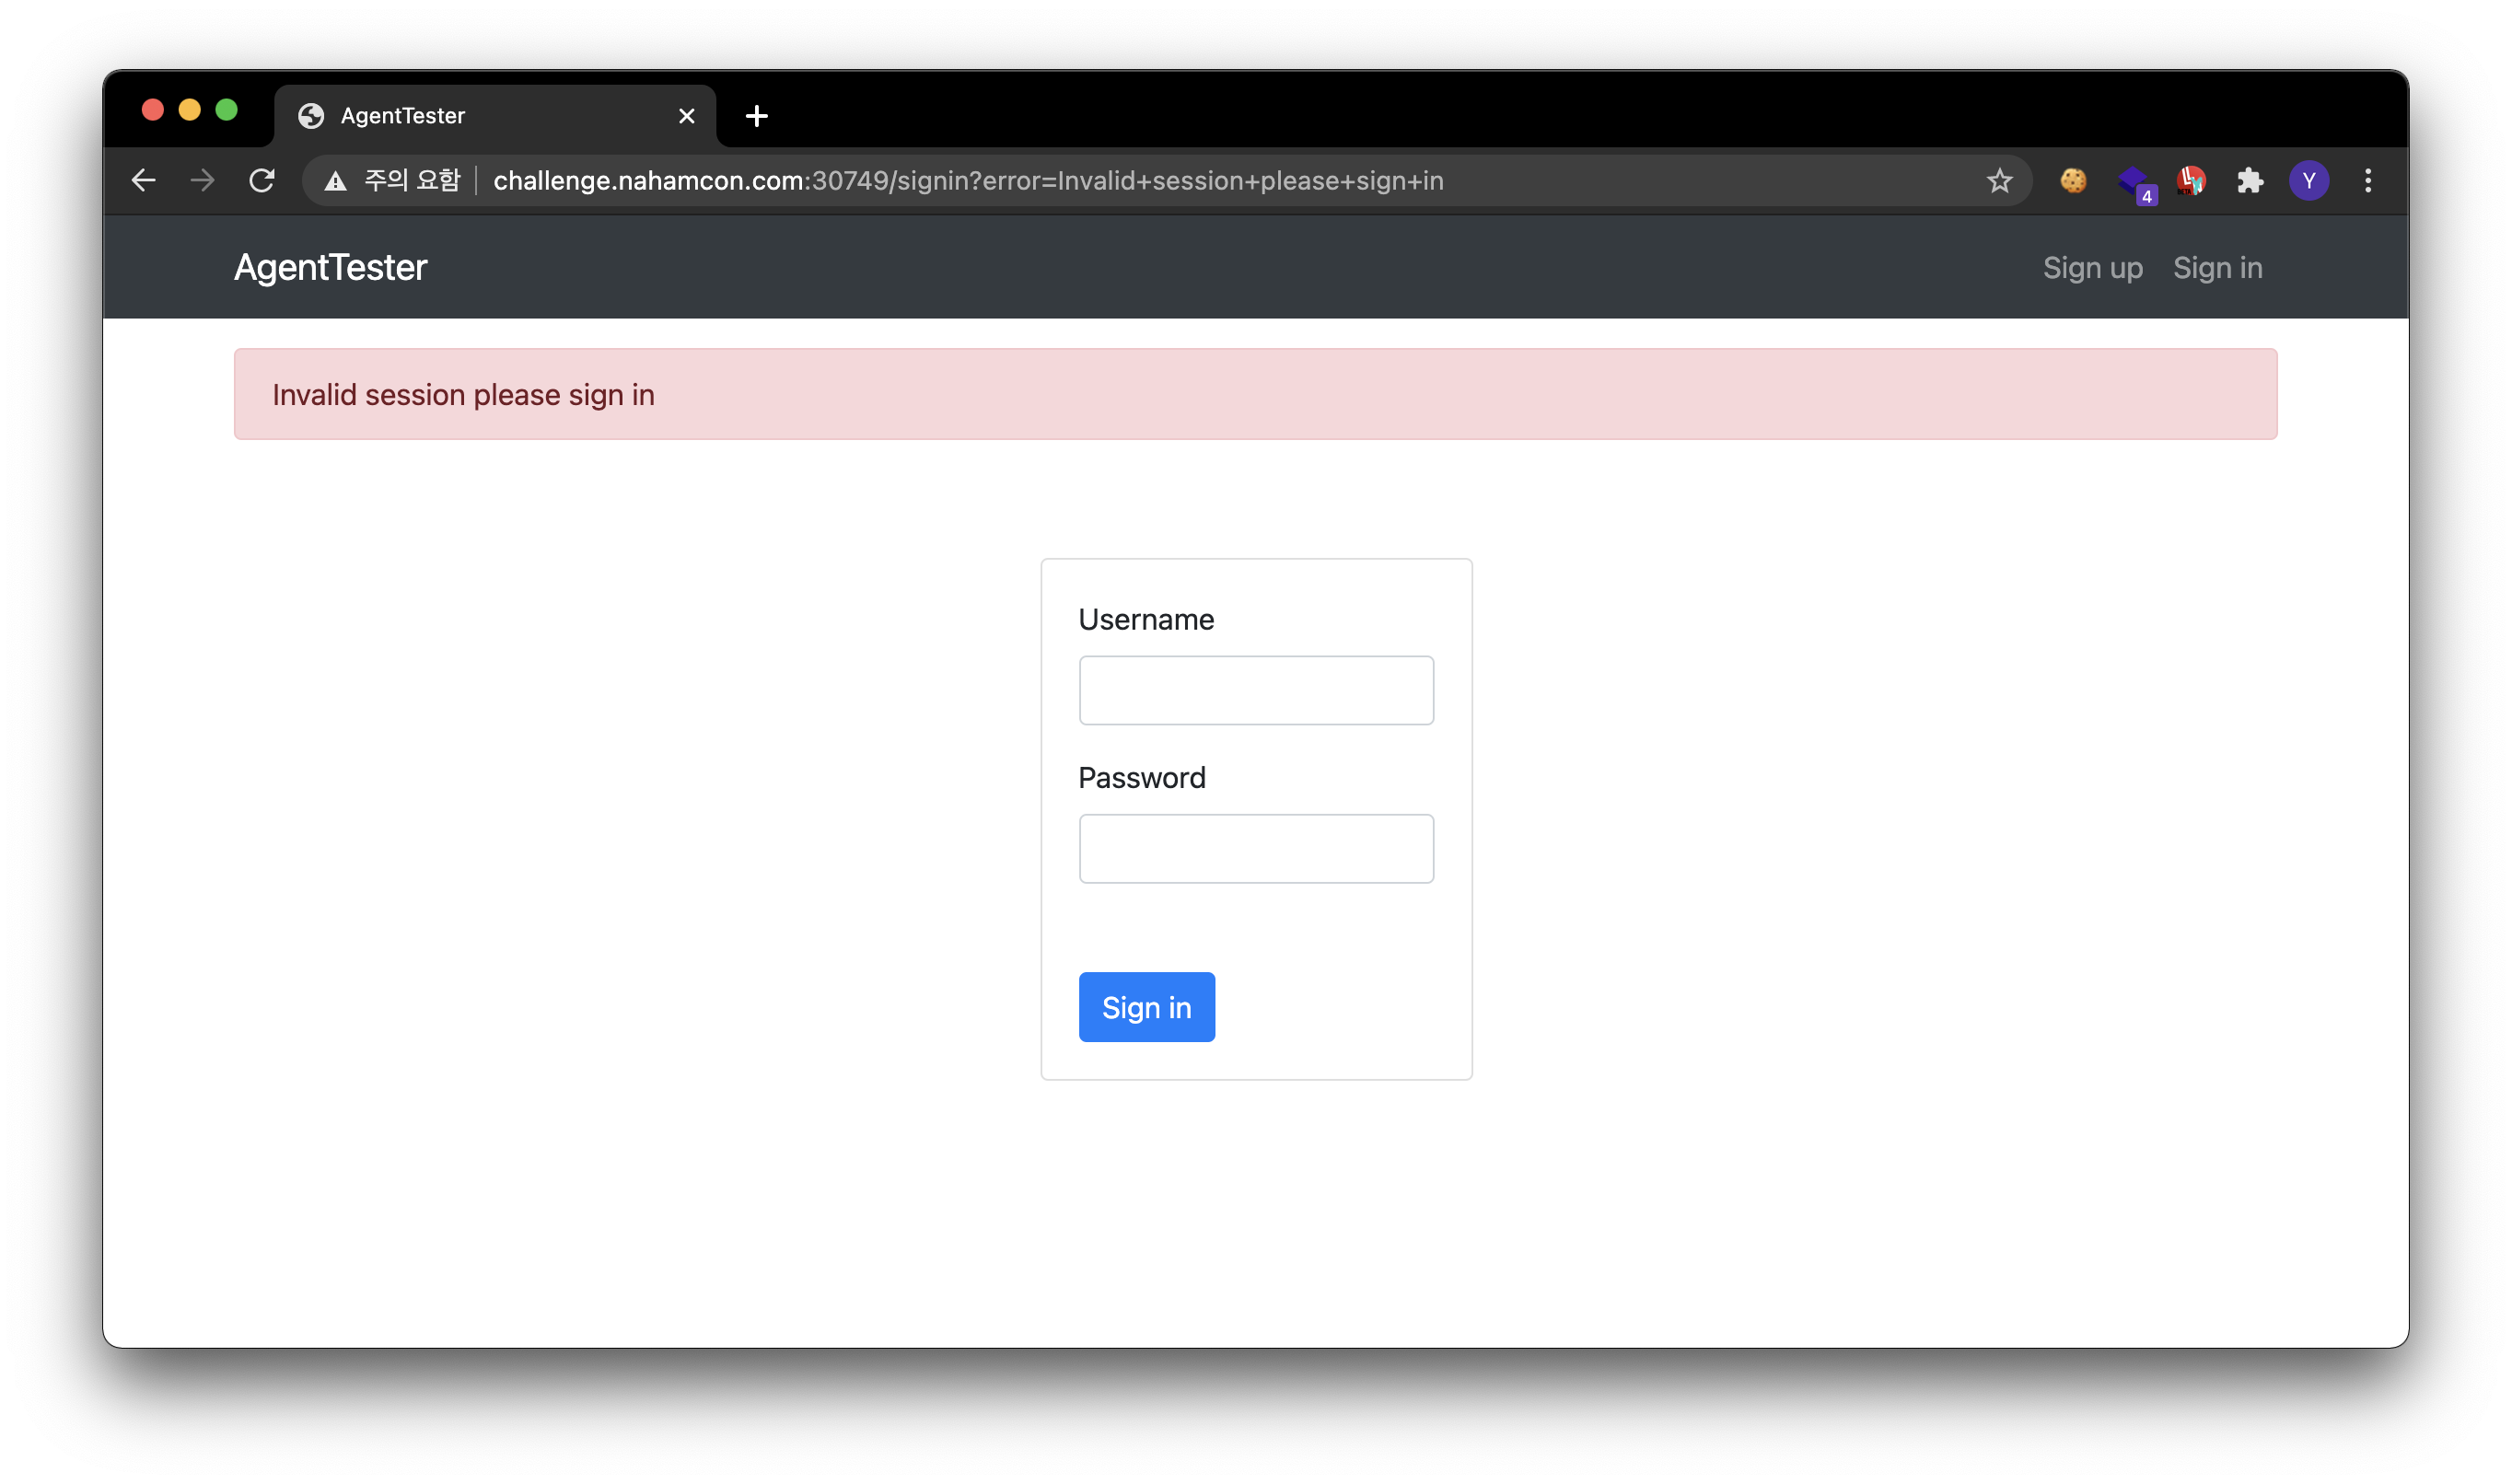 AgentTester
주의 요함 challenge.nahamcon.com:30749/signin?error=Invalid+session+please+sign+in
4
Y
AgentTester
Sign up Sign in
Invalid session please sign in
Username
Password
Sign in